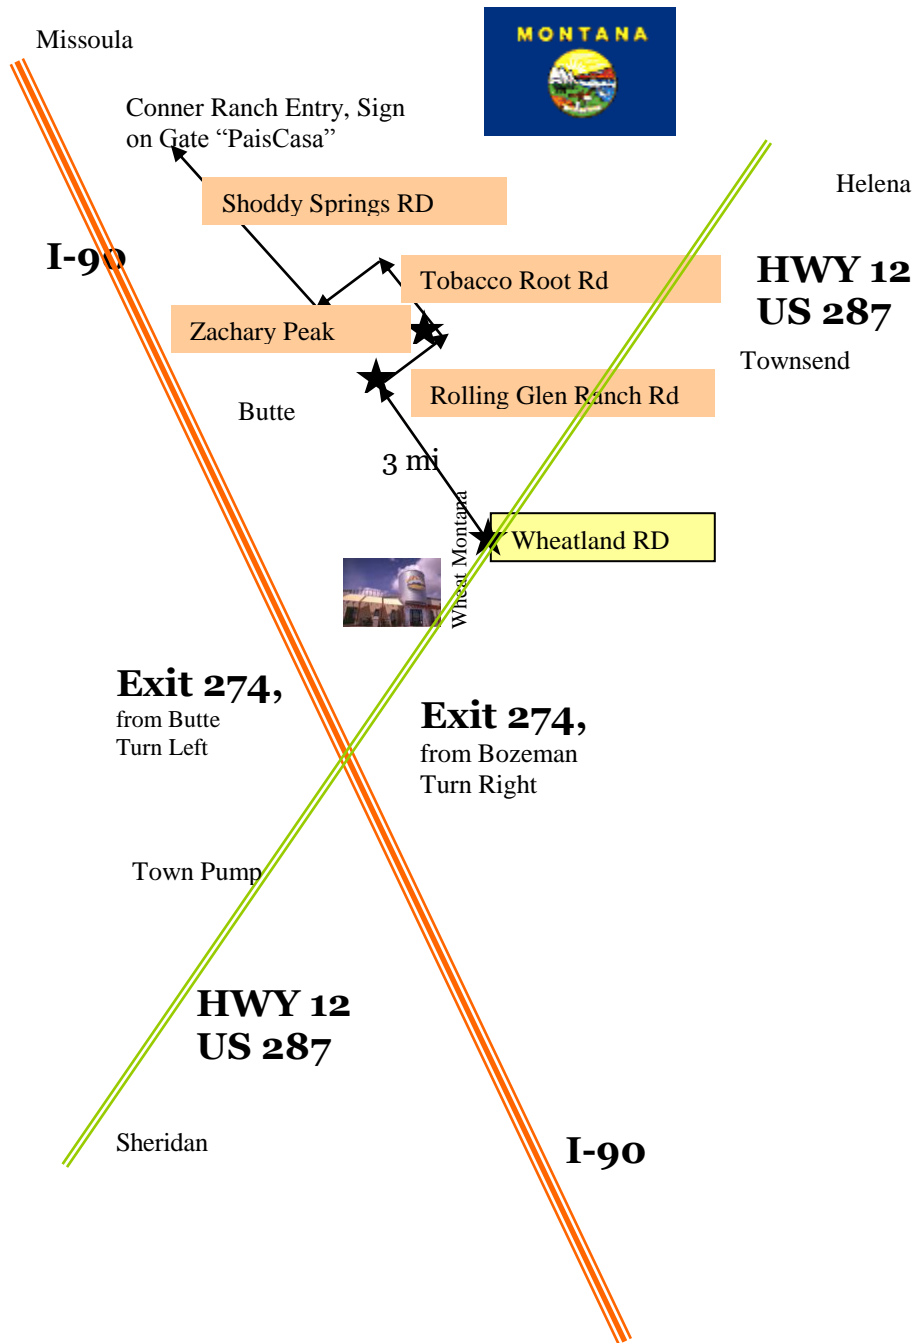 Missoula
MONTANA
Conner Ranch Entry, Sign
on Gate “PaisCasa”
Helena
Shoddy Springs RD
I-90
HWY 12
US 287
Tobacco Root Rd
Zachary Peak
Townsend
Rolling Glen Ranch Rd
Butte
3 mi
Wheat Montana
Wheatland RD
Exit 274,
from Butte
Turn Left
Exit 274,
from Bozeman
Turn Right
Town Pump
HWY 12
US 287
Sheridan
I-90